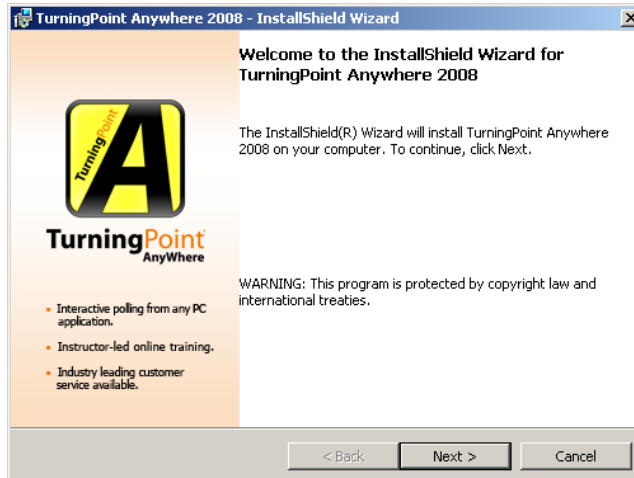 TurningPoint Anywhere 2008 - InstallShield Wizard
Welcome to the InstallShield Wizard for
TurningPoint Anywhere 2008
The InstallShield(R) Wizard will install TurningPoint Anywhere
2008 on your computer. To continue, click Next.
TurningPoint
A
TurningPoint
AnyWhere
WARNING: This program is protected by copyright law and
international treaties.
• Interactive polling from any PC
application.
• Instructor-led online training.
• Industry leading customer
service available.
< Back
Next >
Cancel